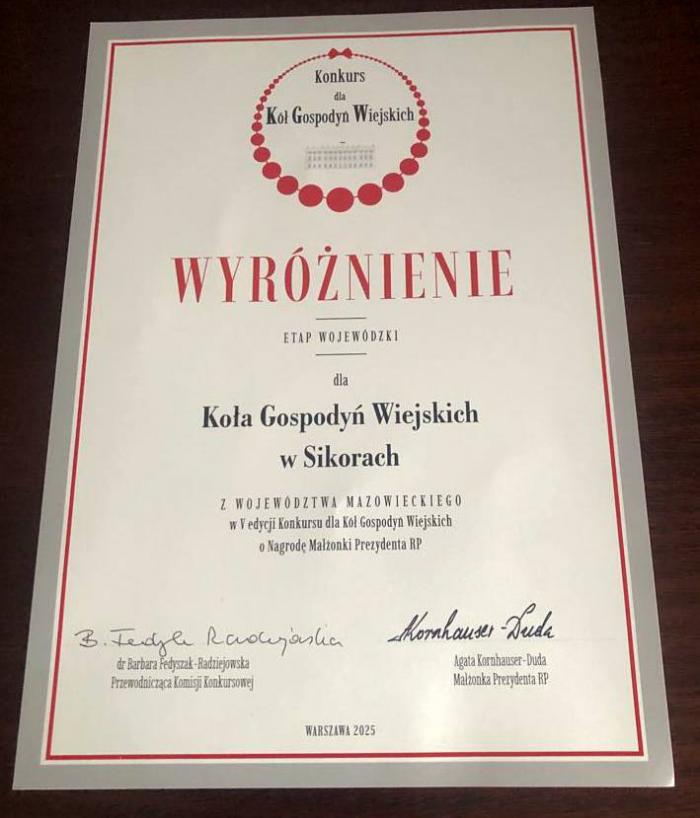 Konkurs
dla
Kół Gospodyń Wiejskich
WYRÓŻNIENIE
ETAP WOJEWÓDZKI
dla
Koła Gospodyń Wiejskich
w Sikorach
Z WOJEWÓDZTWA MAZOWIECKIEGO
w V edycji Konkursu dla Kół Gospodyń Wiejskich
o Nagrodę Małżonki Prezydenta RP
B. Fedyszak Radziejowska
AKornhauser-Duda
dr Barbara Fedyszak-Radziejowska
Przewodnicząca Komisji Konkursowej
Agata Kornhauser-Duda
Małżonka Prezydenta RP
WARSZAWA 2025